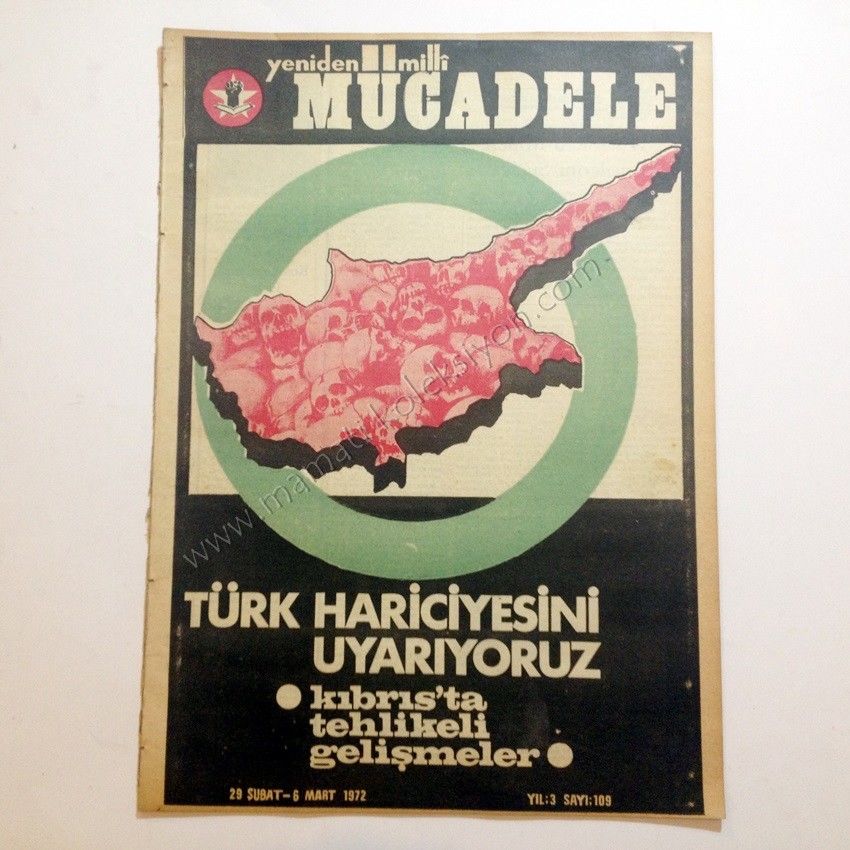 yeniden milli
MÜCADELE
www.mamatkoleksiyon.com
TÜRK HARİCİYESİNİ
UYARIYORUZ
kıbrıs'ta
tehlikeli
gelişmeler
29 ŞUBAT-6 MART 1972
YIL:3 SAYI:109